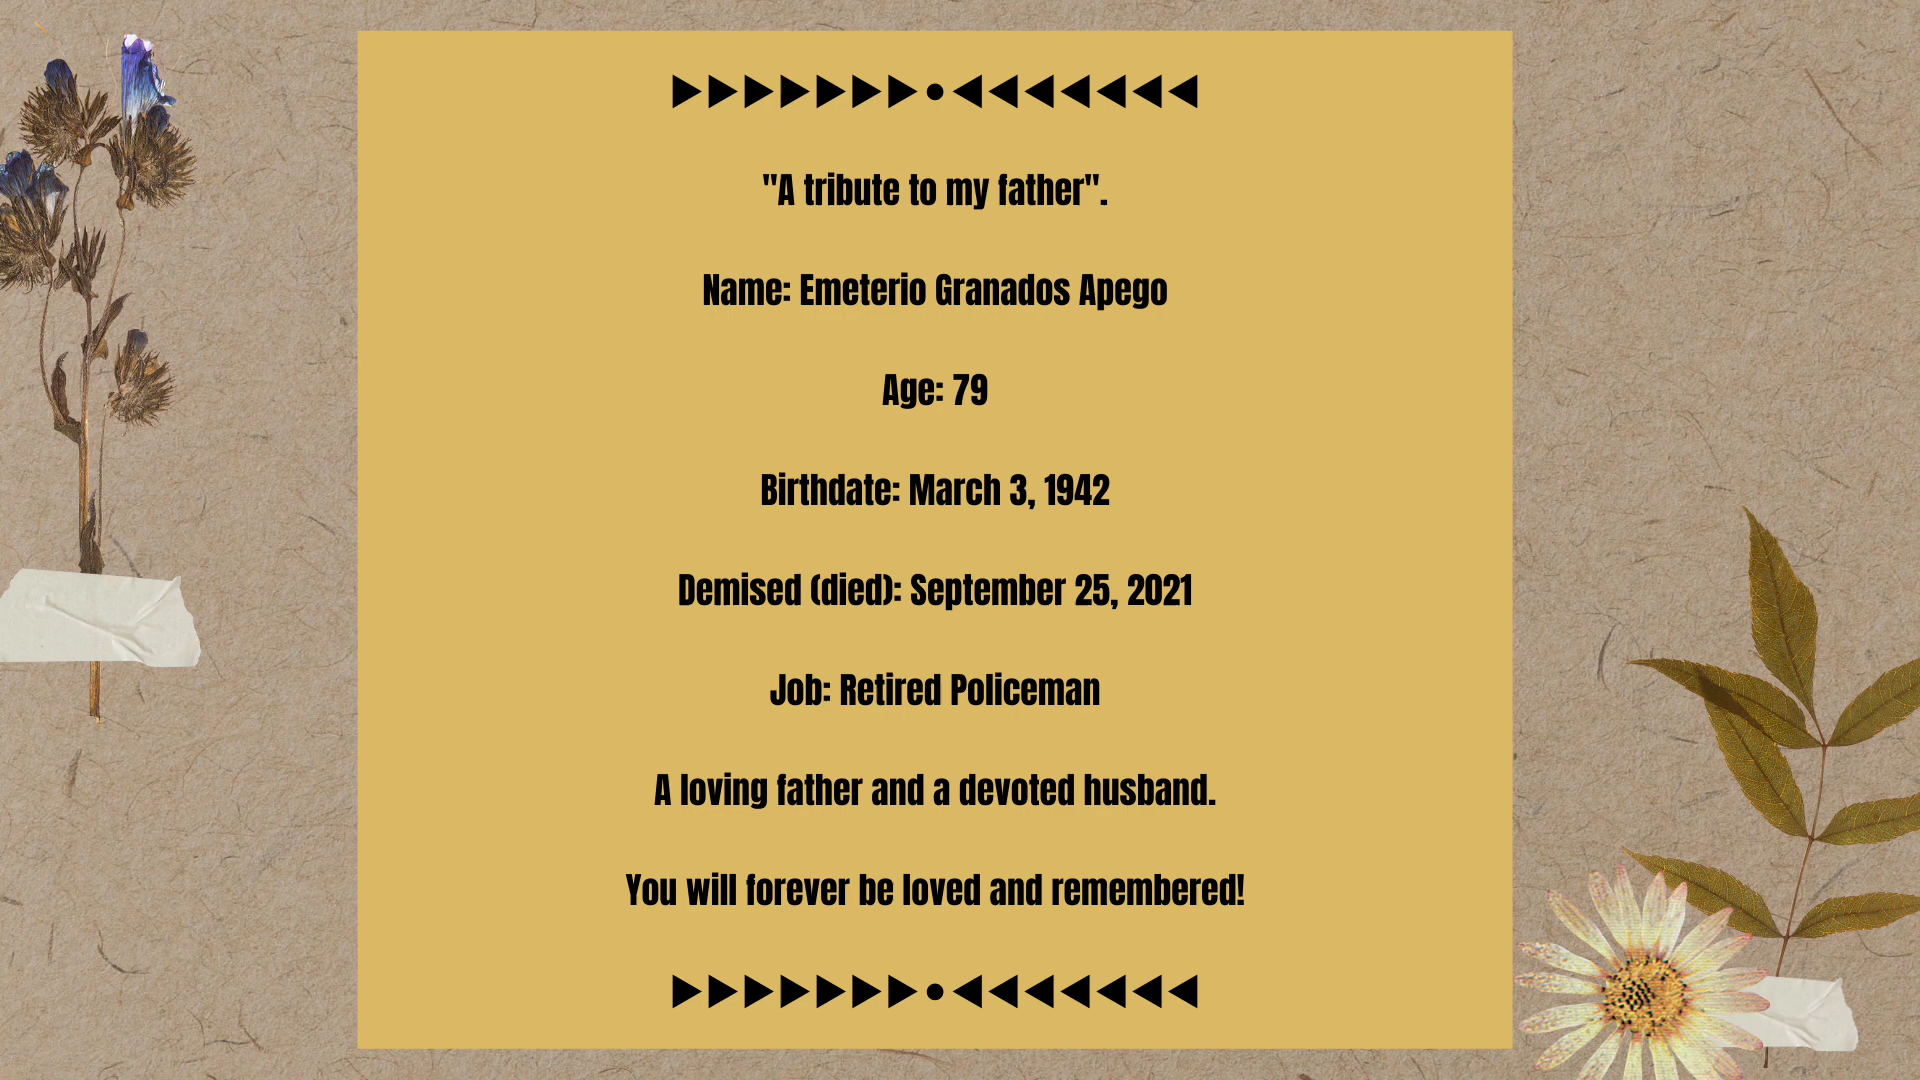 ▶▶▶▶▶▶▶●◀◀◀◀◀◀◀
"A tribute to my father".
Name: Emeterio Granados Apego
Age: 79
Birthdate: March 3, 1942
Demised (died): September 25, 2021
Job: Retired Policeman
A loving father and a devoted husband.
You will forever be loved and remembered!
▶▶▶▶▶▶▶●◀◀◀◀◀◀◀